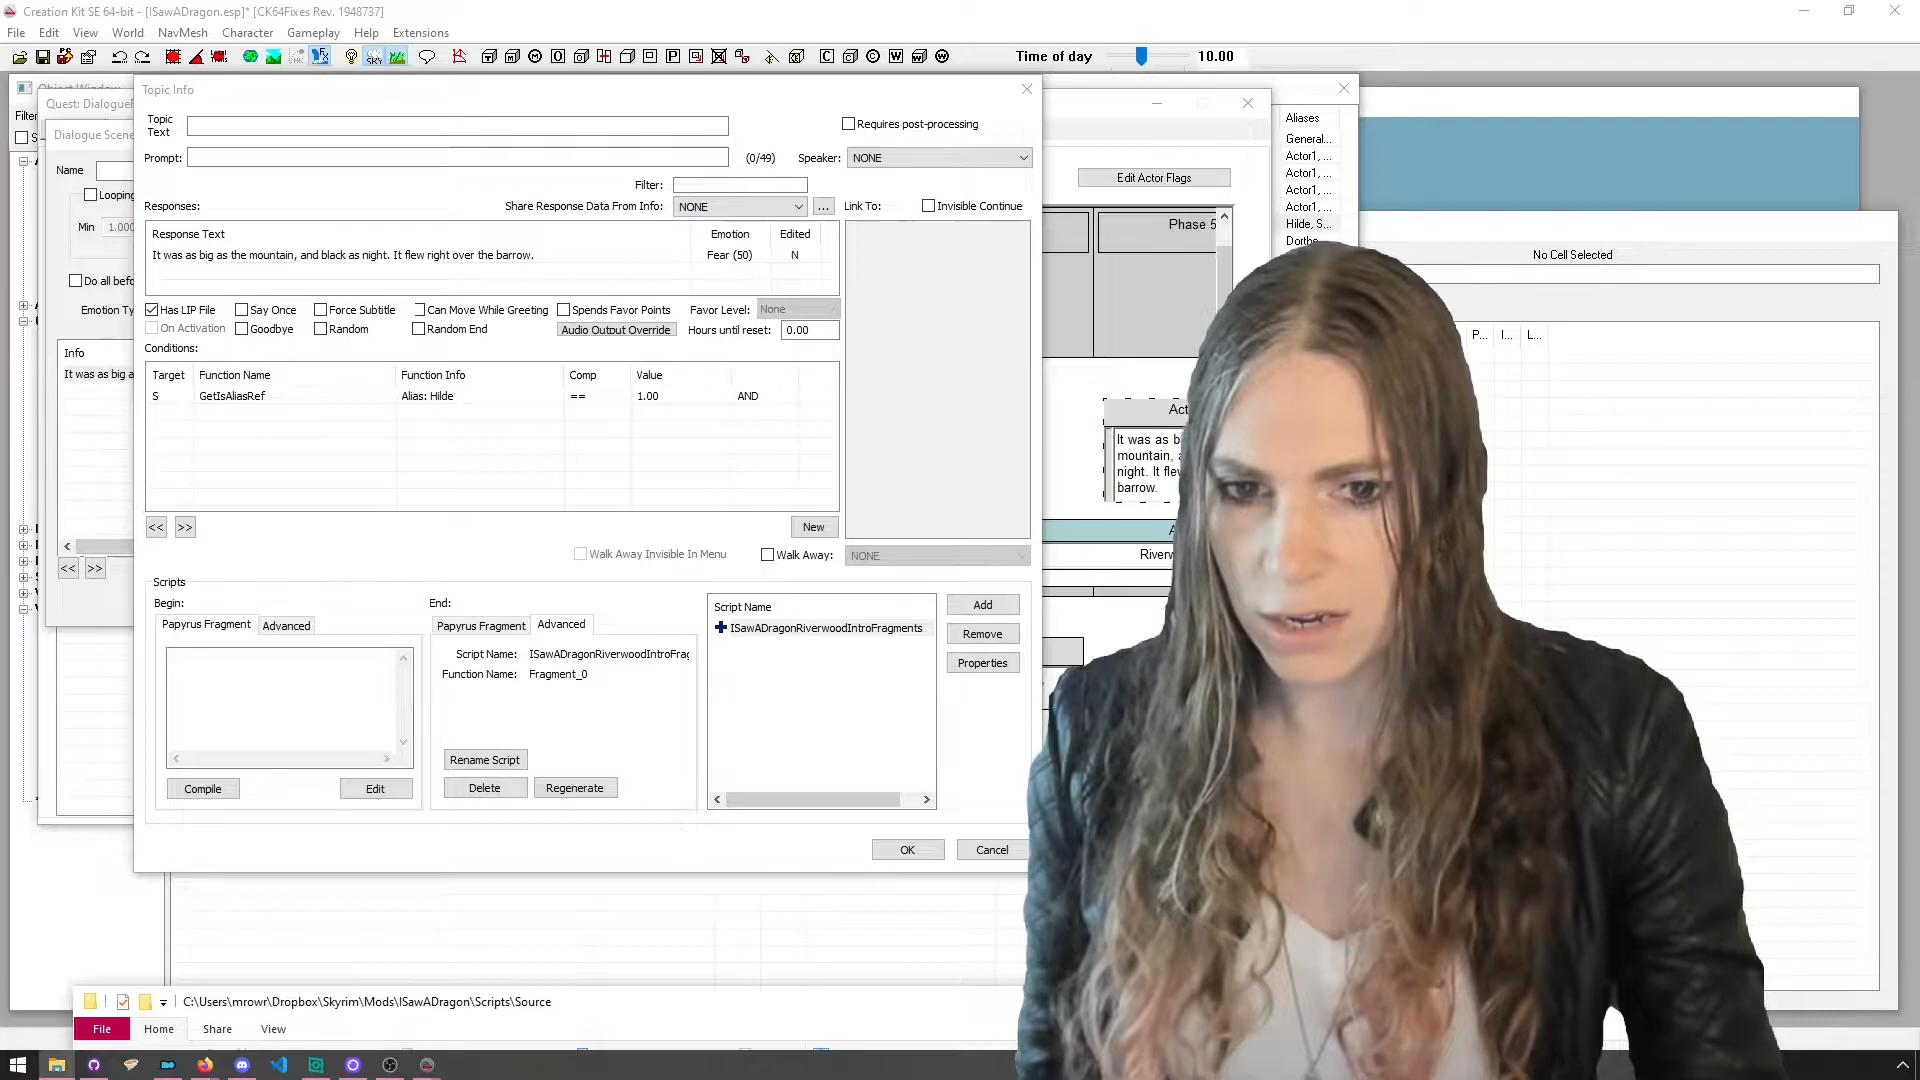 Creation Kit SE 64-bit - [ISawADragon.esp]* [CK64Fixes Rev. 1948737]
File Edit View World NavMesh Character Gameplay Help Extensions
Time of day 10.00
Topic Info
Quest: Dialogue
Dialogue Scene
Filter
Name
Looping
Min 1.000
Do all befo
Emotion Ty
Info
It was as big a
<< >>
Topic Text
Requires post-processing
Prompt: (0/49) Speaker: NONE
Filter:
Responses: Share Response Data From Info: NONE ... Link To: Invisible Continue
Response Text Emotion Edited
It was as big as the mountain, and black as night. It flew right over the barrow. Fear (50) N
Has LIP File Say Once Force Subtitle Can Move While Greeting Spends Favor Points Favor Level: None
On Activation Goodbye Random Random End Audio Output Override Hours until reset: 0.00
Conditions:
Target Function Name Function Info Comp Value
S GetIsAliasRef Alias: Hilde == 1.00 AND
<< >> New
Walk Away Invisible In Menu Walk Away: NONE
Scripts
Begin: End:
Papyrus Fragment Advanced Papyrus Fragment Advanced
Script Name: ISawADragonRiverwoodIntroFrag
Function Name: Fragment_0
Rename Script
Compile Edit Delete Regenerate
Script Name
ISawADragonRiverwoodIntroFragments
Add
Remove
Properties
OK Cancel
Edit Actor Flags
Phase 5
Act
It was as b
mountain, a
night. It flew
barrow.
A
Riverw
Aliases
General...
Actor1, ...
Actor1, ...
Actor1, ...
Actor1, ...
Hilde, S...
Dorthe
No Cell Selected
P... I... L...
C:\Users\mrowr\Dropbox\Skyrim\Mods\ISawADragon\Scripts\Source
File Home Share View